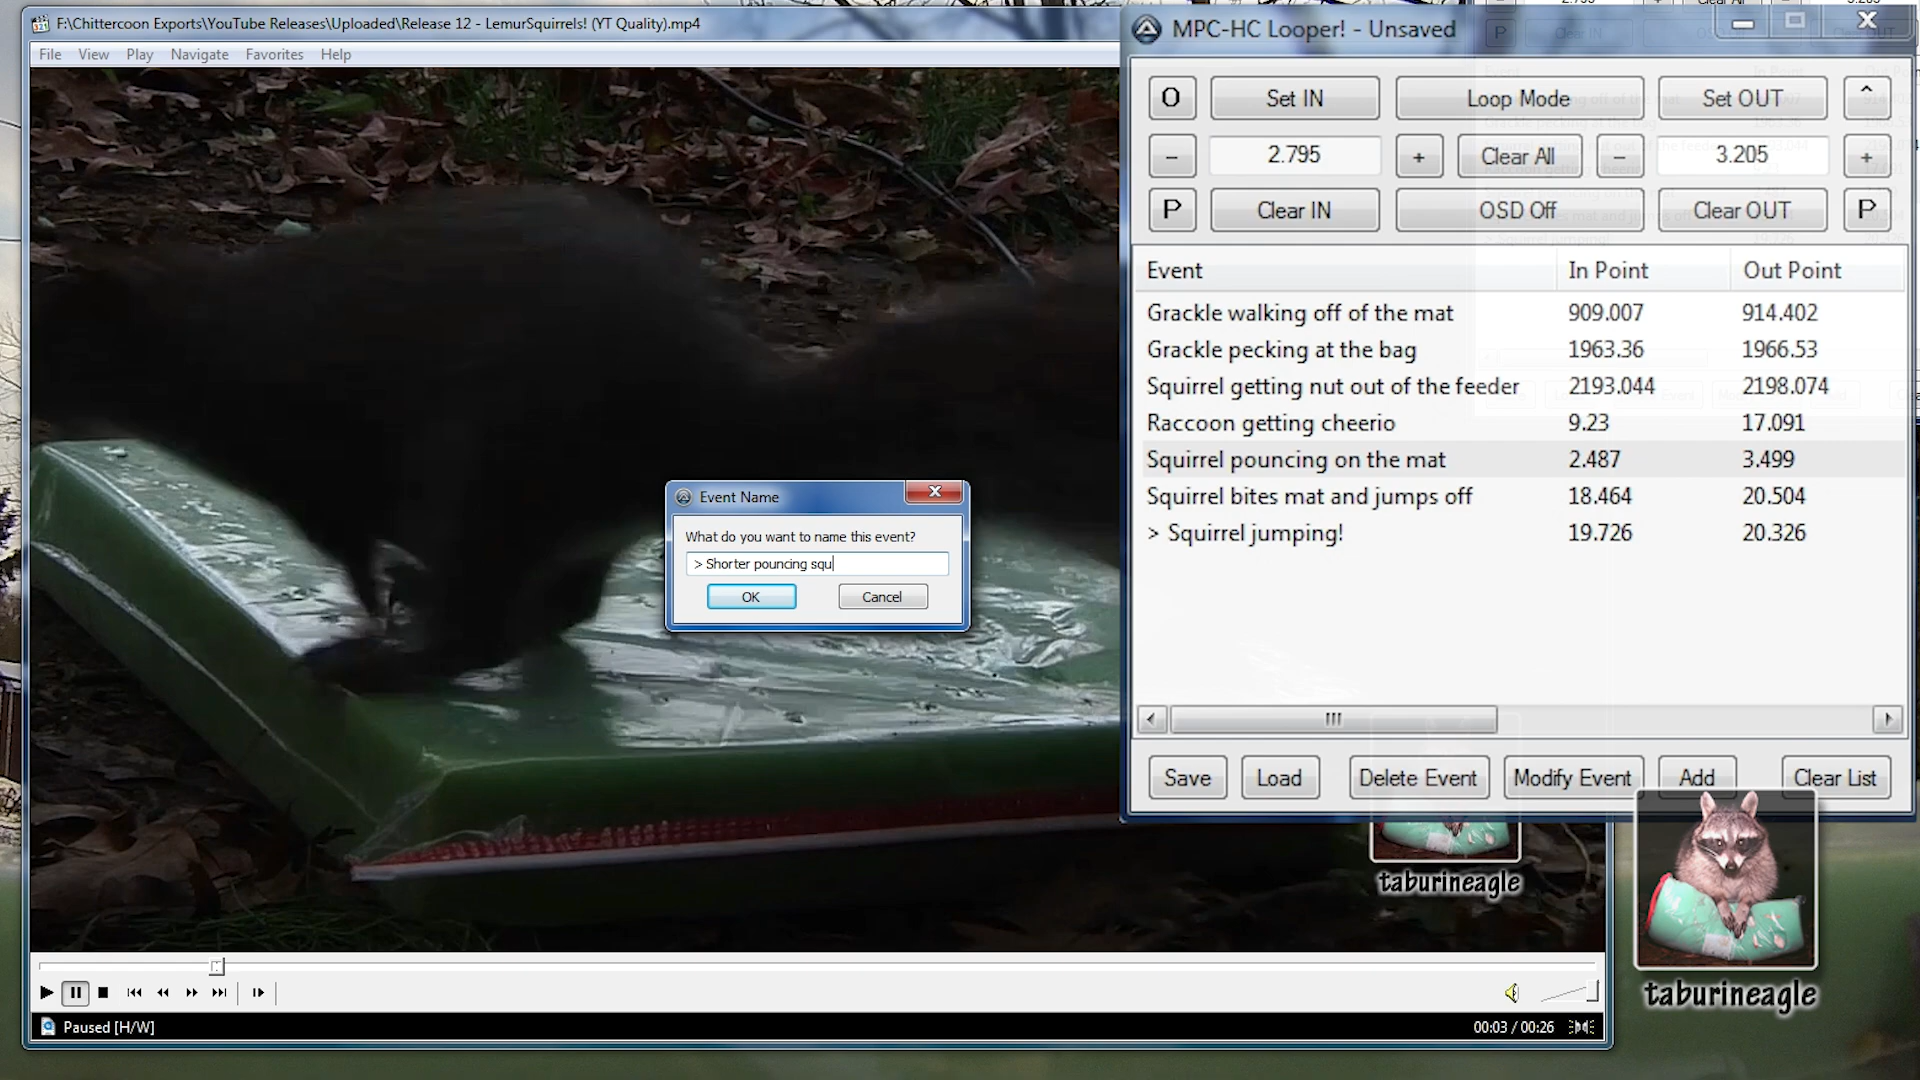 F:\Chittercoon Exports\YouTube Releases\Uploaded\Release 12 - LemurSquirrels! (YT Quality).mp4
File View Play Navigate Favorites Help
MPC-HC Looper! - Unsaved
O Set IN Loop Mode Set OUT ^
- 2.795 + Clear All - 3.205 +
P Clear IN OSD Off Clear OUT P
Event In Point Out Point
Grackle walking off of the mat 909.007 914.402
Grackle pecking at the bag 1963.36 1966.53
Squirrel getting nut out of the feeder 2193.044 2198.074
Raccoon getting cheerio 9.23 17.091
Squirrel pouncing on the mat 2.487 3.499
Squirrel bites mat and jumps off 18.464 20.504
> Squirrel jumping! 19.726 20.326
Save Load Delete Event Modify Event Add Clear List
Event Name
What do you want to name this event?
> Shorter pouncing squ
OK Cancel
taburineagle
taburineagle
Paused [H/W]
00:03 / 00:26